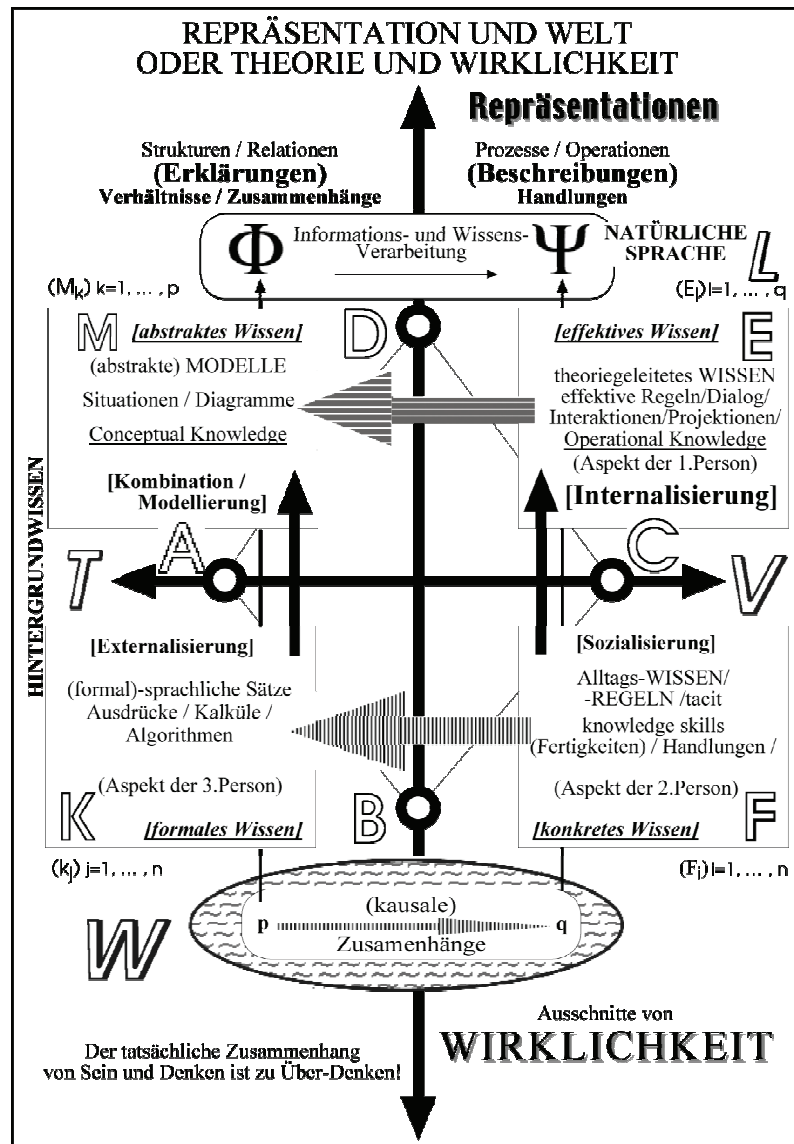 REPRÄSENTATION UND WELT
ODER THEORIE UND WIRKLICHKEIT
Repräsentationen
Strukturen / Relationen
(Erklärungen)
Verhältnisse / Zusammenhänge
Prozesse / Operationen
(Beschreibungen)
Handlungen
Φ
Informations- und Wissens-
Verarbeitung
Ψ
NATÜRLICHE
SPRACHE
L
(Mk) k=1, ... , p
(El) l=1, ... , q
M
[abstraktes Wissen]
(abstrakte) MODELLE
Situationen / Diagramme
Conceptual Knowledge
[Kombination /
Modellierung]
D
[effektives Wissen]
E
theoriegeleitetes WISSEN
effektive Regeln/Dialog/
Interaktionen/Projektionen/
Operational Knowledge
(Aspekt der 1.Person)
[Internalisierung]
HINTERGRUNDWISSEN
T
A
C
V
[Externalisierung]
(formal)-sprachliche Sätze
Ausdrücke / Kalküle /
Algorithmen
(Aspekt der 3.Person)
K
[formales Wissen]
B
[Sozialisierung]
Alltags-WISSEN/
-REGELN /tacit
knowledge skills
(Fertigkeiten) / Handlungen /
(Aspekt der 2.Person)
[konkretes Wissen]
F
(kj) j=1, ... , n
(Fi) i=1, ... , n
W
(kausale)
p
q
Zusamenhänge
Ausschnitte von
WIRKLICHKEIT
Der tatsächliche Zusammenhang
von Sein und Denken ist zu Über-Denken!